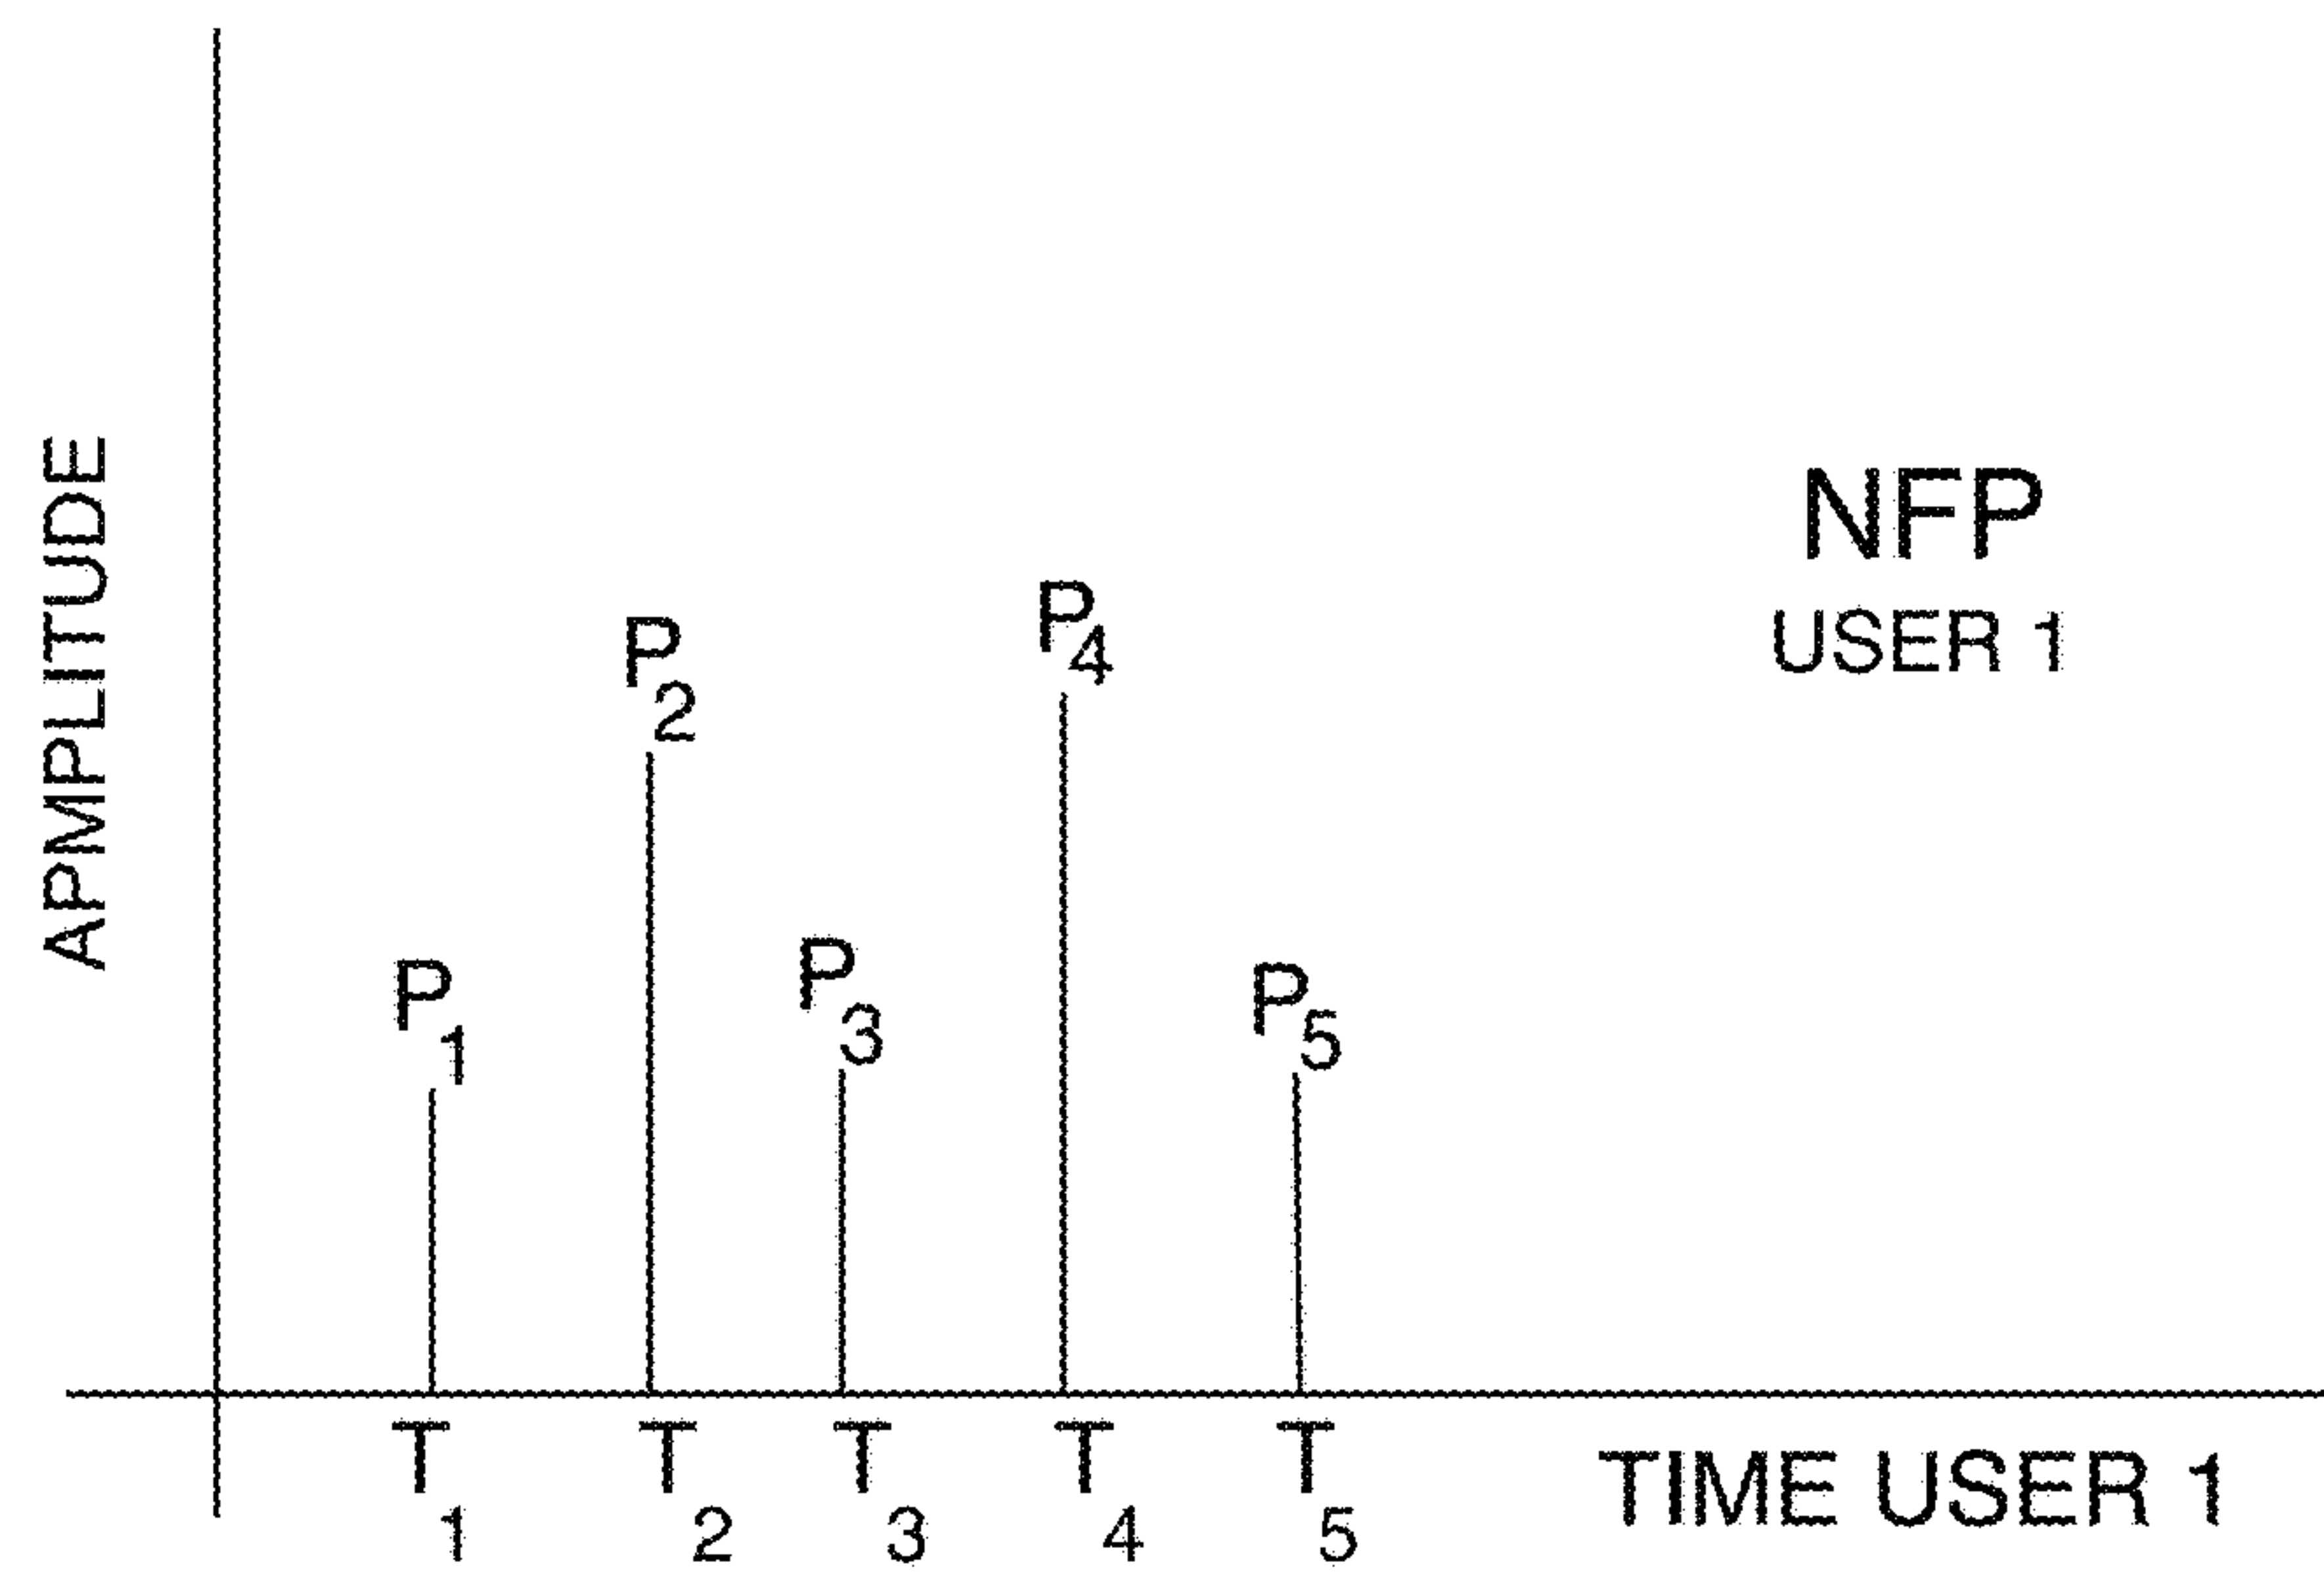 APMPLITUDE
NFP
USER 1
P4
P2
P3
P1
P5
T1 T2 T3 T4 T5
TIME USER 1